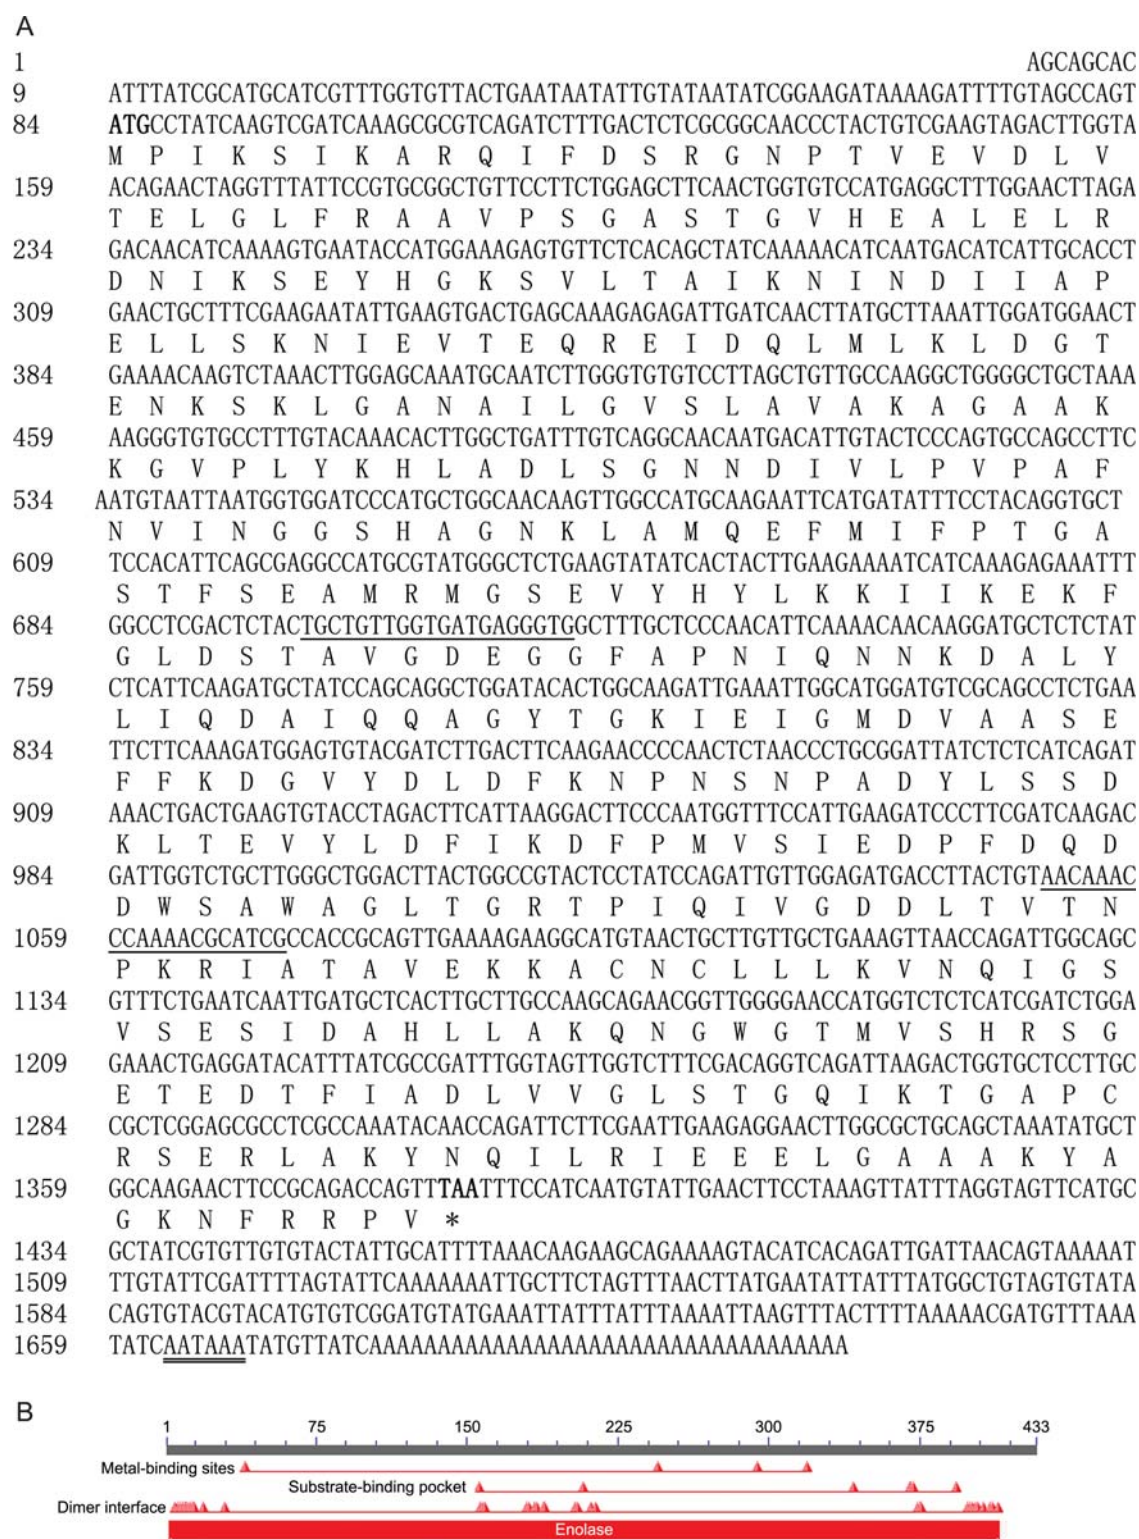 A
1 AGCAGCAC
9 ATTTATCGCATGCATCGTTTGGTGTTACTGAATAATATTGTATAATATCGGAAGATAAAAGATTTTGTAGCCAGT
84 ATGCCTATCAAGTCGATCAAAGCGCGTCAGATCTTTGACTCTCGCGGCAACCCTACTGTCGAAGTAGACTTGGTA
M P I K S I K A R Q I F D S R G N P T V E V D L V
159 ACAGAACTAGGTTTATTCCGTGCGGCTGTTCCTTCTGGAGCTTCAACTGGTGTCCATGAGGCTTTGGAACTTAGA
T E L G L F R A A V P S G A S T G V H E A L E L R
234 GACAACATCAAAAGTGAATACCATGGAAAGAGTGTTCTCACAGCTATCAAAAACATCAATGACATCATTGCACCT
D N I K S E Y H G K S V L T A I K N I N D I I A P
309 GAACTGCTTTCGAAGAATATTGAAGTGACTGAGCAAAGAGAGATTGATCAACTTATGCTTAAATTGGATGGAACT
E L L S K N I E V T E Q R E I D Q L M L K L D G T
384 GAAAACAAGTCTAAACTTGGAGCAAATGCAATCTTGGGTGTGTCCTTAGCTGTTGCCAAGGCTGGGGCTGCTAAA
E N K S K L G A N A I L G V S L A V A K A G A A K
459 AAGGGTGTGCCTTTGTACAAACACTTGGCTGATTTGTCAGGCAACAATGACATTGTACTCCCAGTGCCAGCCTTC
K G V P L Y K H L A D L S G N N D I V L P V P A F
534 AATGTAATTAATGGTGGATCCCATGCTGGCAACAAGTTGGCCATGCAAGAATTCATGATATTTCCTACAGGTGCT
N V I N G G S H A G N K L A M Q E F M I F P T G A
609 TCCACATTCAGCGAGGCCATGCGTATGGGCTCTGAAGTATATCACTACTTGAAGAAAATCATCAAAGAGAAATTT
S T F S E A M R M G S E V Y H Y L K K I I K E K F
684 GGCCTCGACTCTACTGCTGTTGGTGATGAGGGTGGCTTTGCTCCCAACATTCAAAACAACAAGGATGCTCTCTAT
G L D S T A V G D E G G F A P N I Q N N K D A L Y
759 CTCATTCAAGATGCTATCCAGCAGGCTGGATACACTGGCAAGATTGAAATTGGCATGGATGTCGCAGCCTCTGAA
L I Q D A I Q Q A G Y T G K I E I G M D V A A S E
834 TTCTTCAAAGATGGAGTGTACGATCTTGACTTCAAGAACCCCAACTCTAACCCTGCGGATTATCTCTCATCAGAT
F F K D G V Y D L D F K N P N S N P A D Y L S S D
909 AAACTGACTGAAGTGTACCTAGACTTCATTAAGGACTTCCCAATGGTTTCCATTGAAGATCCCTTCGATCAAGAC
K L T E V Y L D F I K D F P M V S I E D P F D Q D
984 GATTGGTCTGCTTGGGCTGGACTTACTGGCCGTACTCCTATCCAGATTGTTGGAGATGACCTTACTGTAACAAAC
D W S A W A G L T G R T P I Q I V G D D L T V T N
1059 CCAAAACGCATCGCCACCGCAGTTGAAAAGAAGGCATGTAACTGCTTGTTGCTGAAAGTTAACCAGATTGGCAGC
P K R I A T A V E K K A C N C L L L K V N Q I G S
1134 GTTTCTGAATCAATTGATGCTCACTTGCTTGCCAAGCAGAACGGTTGGGGAACCATGGTCTCTCATCGATCTGGA
V S E S I D A H L L A K Q N G W G T M V S H R S G
1209 GAAACTGAGGATACATTTATCGCCGATTTGGTAGTTGGTCTTTCGACAGGTCAGATTAAGACTGGTGCTCCTTGC
E T E D T F I A D L V V G L S T G Q I K T G A P C
1284 CGCTCGGAGCGCCTCGCCAAATACAACCAGATTCTTCGAATTGAAGAGGAACTTGGCGCTGCAGCTAAATATGCT
R S E R L A K Y N Q I L R I E E E L G A A A K Y A
1359 GGCAAGAACTTCCGCAGACCAGTTTAATTTCCATCAATGTATTGAACTTCCTAAAGTTATTTAGGTAGTTCATGC
G K N F R R P V *
1434 GCTATCGTGTTGTGTACTATTGCATTTTAAACAAGAAGCAGAAAAGTACATCACAGATTGATTAACAGTAAAAAT
1509 TTGTATTCGATTTTAGTATTCAAAAAAATTGCTTCTAGTTTAACTTATGAATATTATTTATGGCTGTAGTGTATA
1584 CAGTGTACGTACATGTGTCGGATGTATGAAATTATTTATTTAAAATTAAGTTTACTTTTAAAAACGATGTTTAAA
1659 TATCAATAAATATGTTATCAAAAAAAAAAAAAAAAAAAAAAAAAAAAAAAAAA
B
1 75 150 225 300 375 433
Metal-binding sites
Substrate-binding pocket
Dimer interface
Enolase